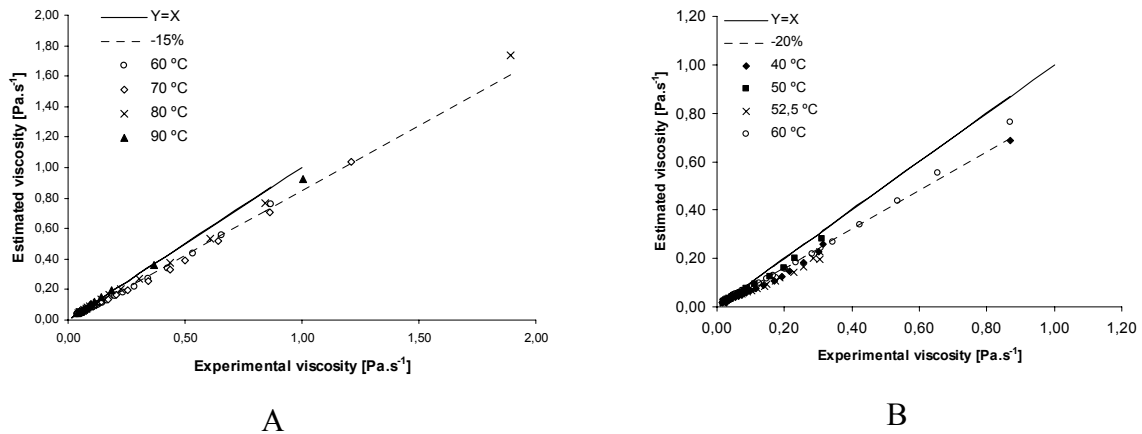 2,00
1,80
1,60
1,40
1,20
1,00
0,80
0,60
0,40
0,20
0,00
Estimated viscosity [Pa.s⁻¹]
Y=X
-15%
60 ºC
70 ºC
80 ºC
90 ºC
0,00 0,50 1,00 1,50 2,00
Experimental viscosity [Pa.s⁻¹]
A
1,20
1,00
0,80
0,60
0,40
0,20
0,00
Estimated viscosity [Pa.s⁻¹]
Y=X
-20%
40 ºC
50 ºC
52,5 ºC
60 ºC
0,00 0,20 0,40 0,60 0,80 1,00 1,20
Experimental viscosity [Pa.s⁻¹]
B